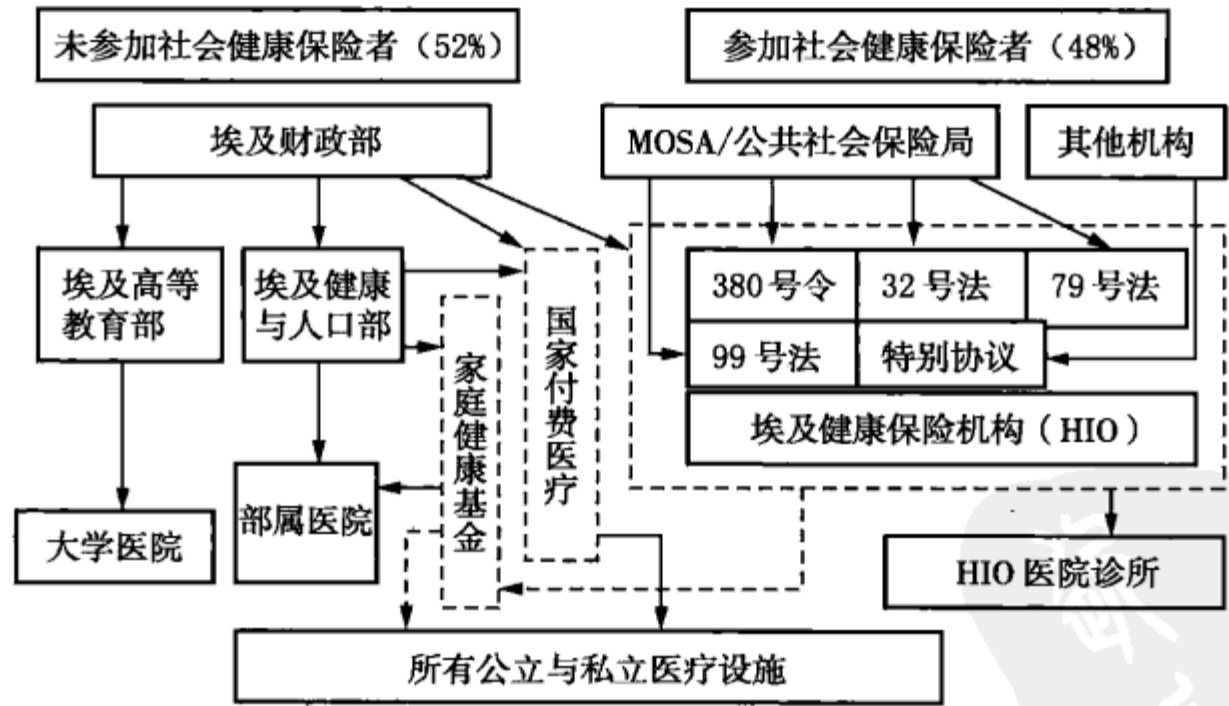 未参加社会健康保险者（52%）
参加社会健康保险者（48%）
埃及财政部
MOSA/公共社会保险局
其他机构
埃及高等
教育部
埃及健康
与人口部
家庭健康基金
国家付费医疗
380号令
32号法
79号法
99号法
特别协议
埃及健康保险机构（HIO）
大学医院
部属医院
HIO医院诊所
所有公立与私立医疗设施